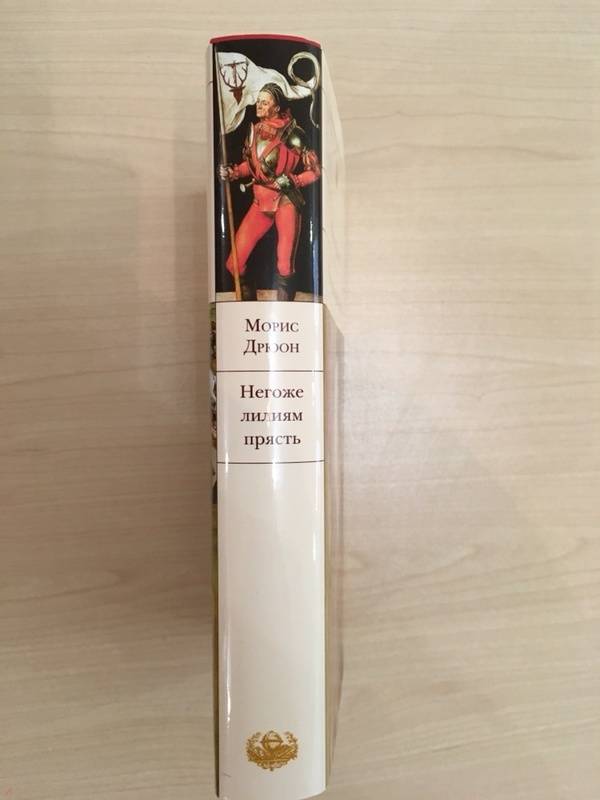 Морис
Дрюон
Негоже
лилиям
прясть